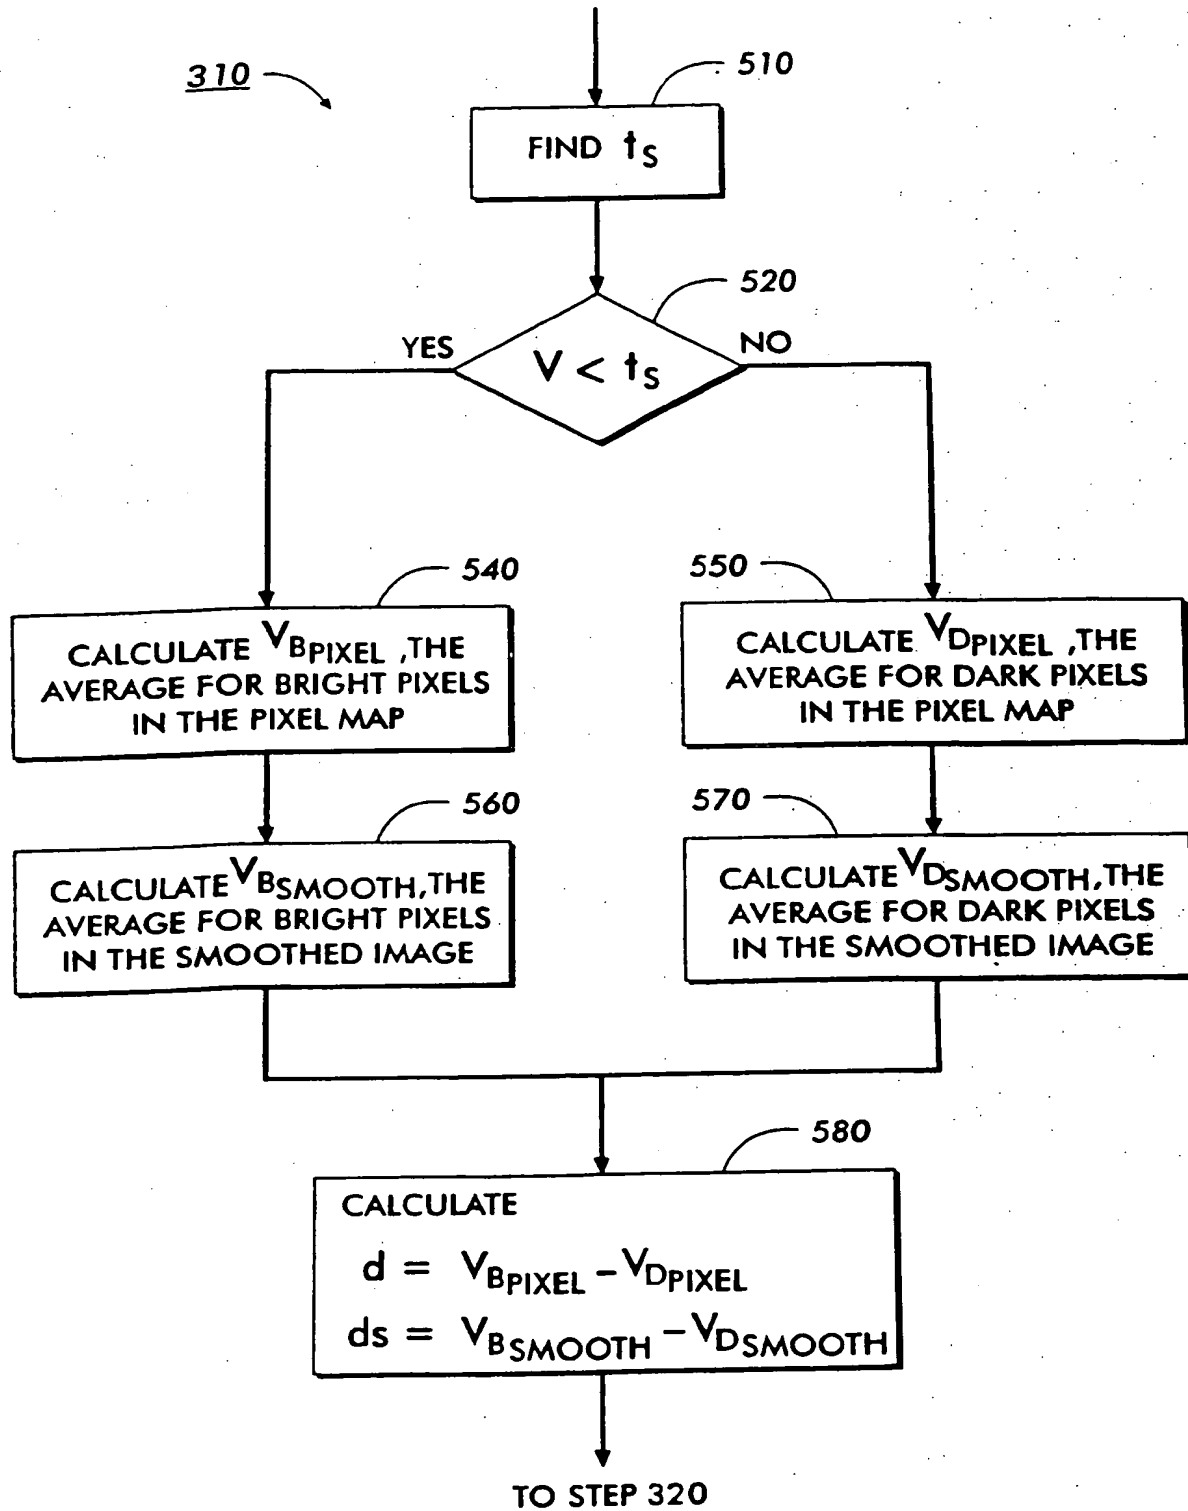 310
510
FIND tS
520
YES
V < tS
NO
540
CALCULATE VBPIXEL ,THE
AVERAGE FOR BRIGHT PIXELS
IN THE PIXEL MAP
550
CALCULATE VDPIXEL ,THE
AVERAGE FOR DARK PIXELS
IN THE PIXEL MAP
560
CALCULATE VBSMOOTH,THE
AVERAGE FOR BRIGHT PIXELS
IN THE SMOOTHED IMAGE
570
CALCULATE VDSMOOTH,THE
AVERAGE FOR DARK PIXELS
IN THE SMOOTHED IMAGE
580
CALCULATE
d = VBPIXEL – VDPIXEL
ds = VBSMOOTH – VDSMOOTH
TO STEP 320